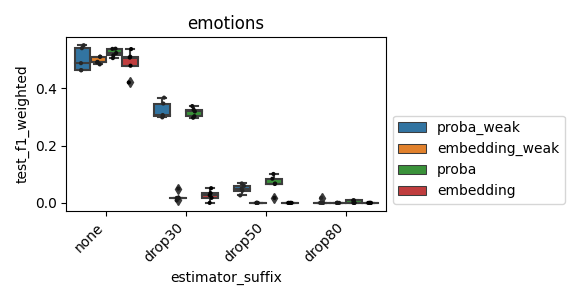 emotions
test_f1_weighted
0.4
0.2
0.0
none
drop30
drop50
drop80
estimator_suffix
proba_weak
embedding_weak
proba
embedding